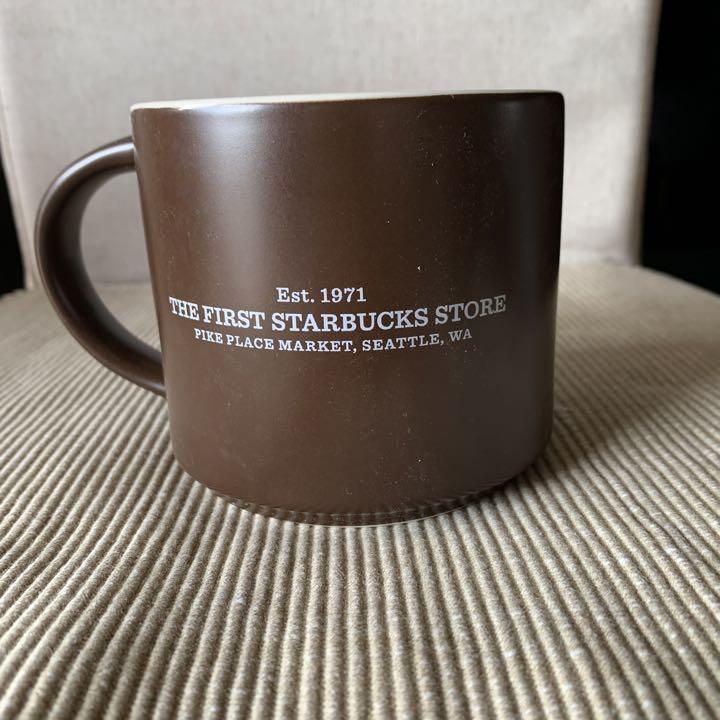 Est. 1971
THE FIRST STARBUCKS STORE
PIKE PLACE MARKET, SEATTLE, WA